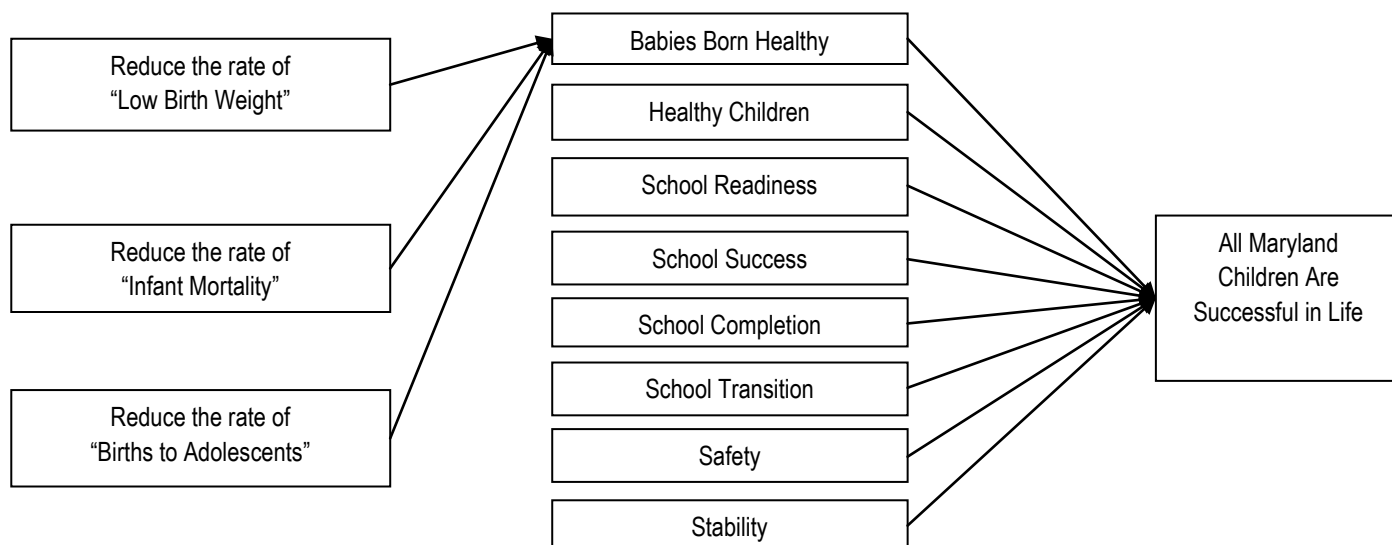 Reduce the rate of
“Low Birth Weight”
Reduce the rate of
“Infant Mortality”
Reduce the rate of
“Births to Adolescents”
Babies Born Healthy
Healthy Children
School Readiness
School Success
School Completion
School Transition
Safety
Stability
All Maryland
Children Are
Successful in Life